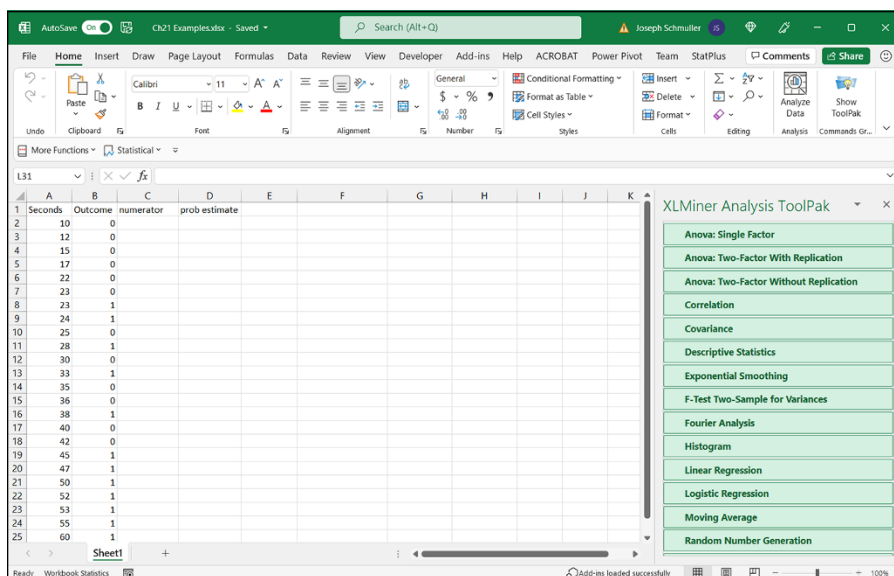 AutoSave On Ch21 Examples.xlsx - Saved Search (Alt+Q) Joseph Schmuller JS
File Home Insert Draw Page Layout Formulas Data Review View Developer Add-ins Help ACROBAT Power Pivot Team StatPlus Comments Share
Calibri 11 A^ A˅ General Conditional Formatting Insert
Paste B I U A $ % 9 Format as Table Delete Analyze Data Show ToolPak
Cell Styles Format
Undo Clipboard Font Alignment Number Styles Cells Editing Analysis Commands Gr...
More Functions Statistical
L31 fx
A B C D E F G H I J K
XLMiner Analysis ToolPak
1 Seconds Outcome numerator prob estimate
2 10 0
3 12 0
4 15 0
5 17 0
6 22 0
7 23 0
8 23 1
9 24 1
10 25 0
11 28 1
12 30 0
13 33 1
14 35 0
15 36 0
16 38 1
17 40 0
18 42 0
19 45 1
20 47 1
21 50 1
22 52 1
23 53 1
24 55 1
25 60 1
Anova: Single Factor
Anova: Two-Factor With Replication
Anova: Two-Factor Without Replication
Correlation
Covariance
Descriptive Statistics
Exponential Smoothing
F-Test Two-Sample for Variances
Fourier Analysis
Histogram
Linear Regression
Logistic Regression
Moving Average
Random Number Generation
Sheet1
Ready Workbook Statistics Add-ins loaded successfully 100%